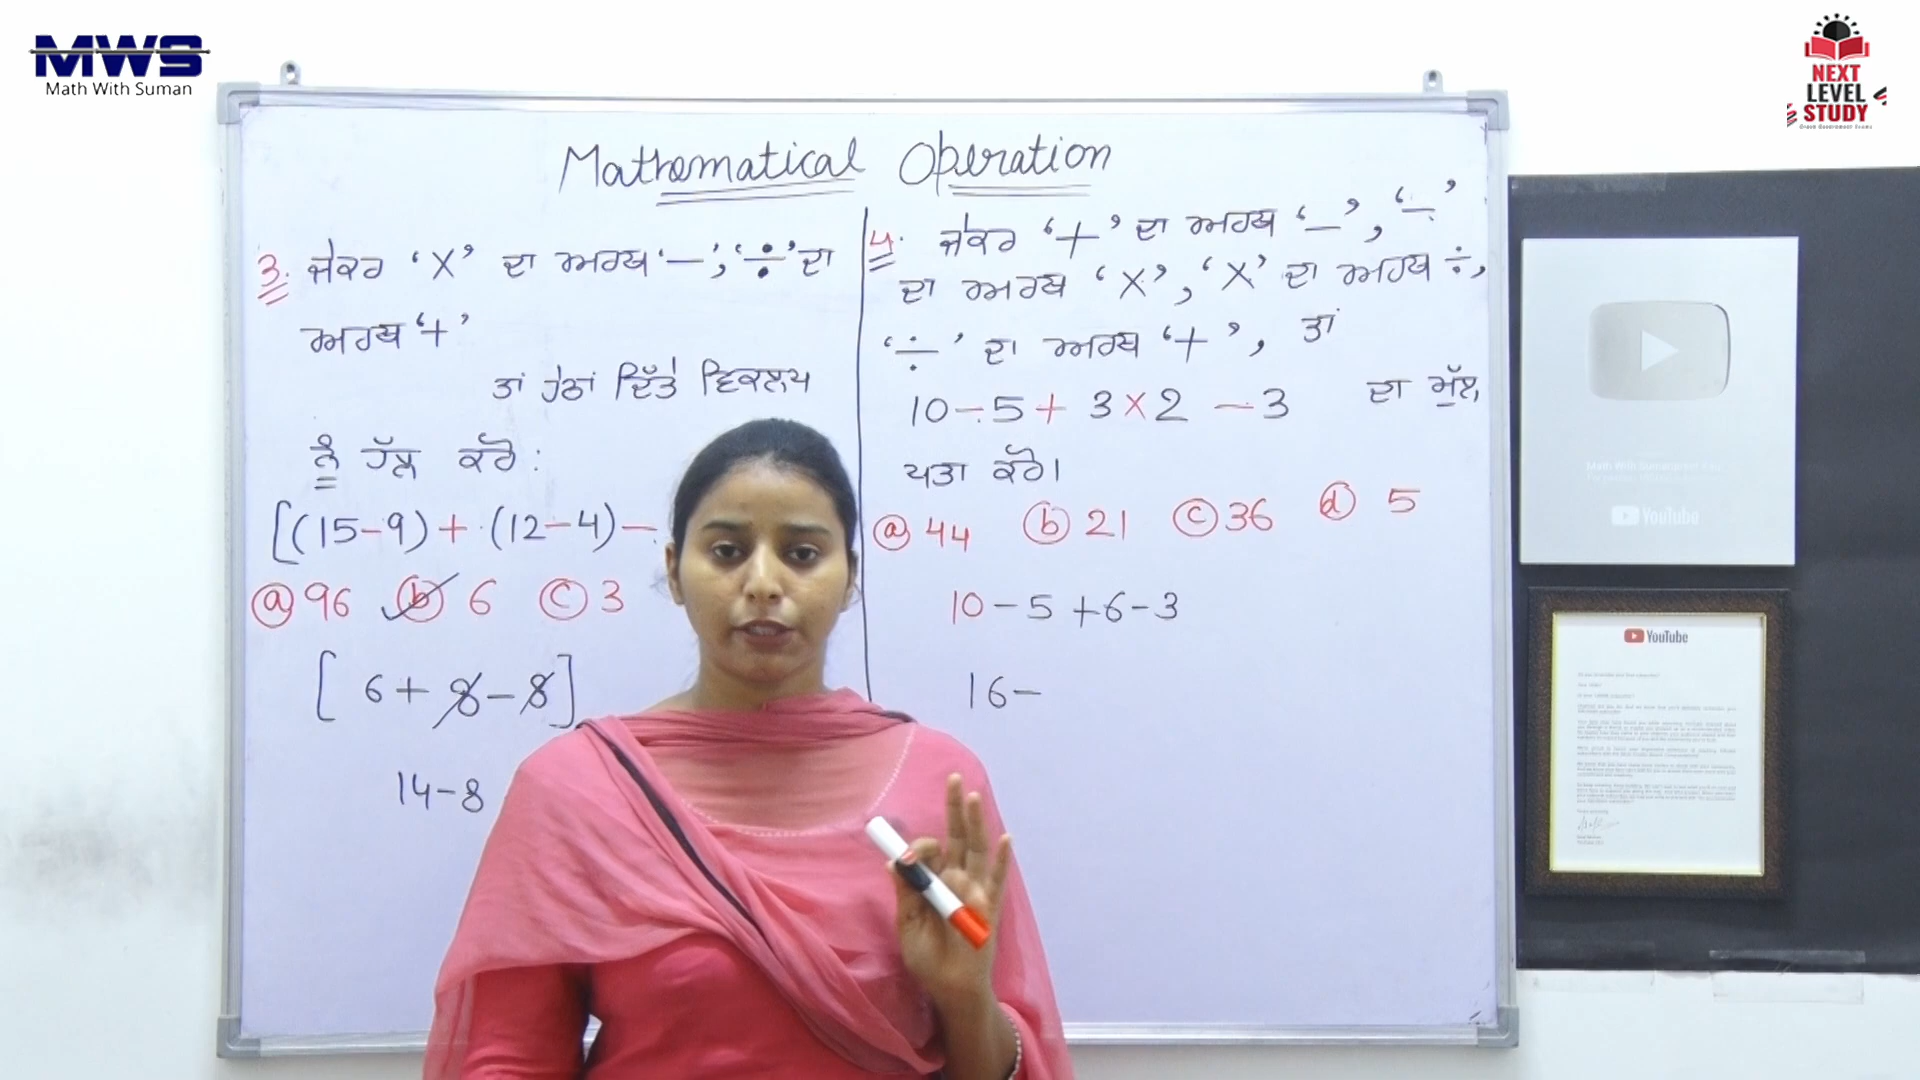 MWS
Math With Suman
NEXT
LEVEL
STUDY
Mathematical Operation
3. ਜੇਕਰ 'X' ਦਾ ਅਰਥ '−', '÷' ਦਾ
ਅਰਥ '+'
ਤਾਂ ਹੇਠਾਂ ਦਿੱਤੇ ਵਿਕਲਪ
ਨੂੰ ਹੱਲ ਕਰੋ :
[(15-9) + (12-4) −
ⓐ 96 ⓑ 6 ⓒ 3
[ 6 + 8 − 8 ]
14-8
4. ਜੇਕਰ '+' ਦਾ ਅਰਥ '−', '−'
ਦਾ ਅਰਥ 'X', 'X' ਦਾ ਅਰਥ ÷,
'÷' ਦਾ ਅਰਥ '+', ਤਾਂ
10 ÷ 5 + 3 × 2 − 3 ਦਾ ਮੁੱਲ
ਪਤਾ ਕਰੋ।
ⓐ 44 ⓑ 21 ⓒ 36 ⓓ 5
10 − 5 + 6 − 3
16 −
YouTube
YouTube